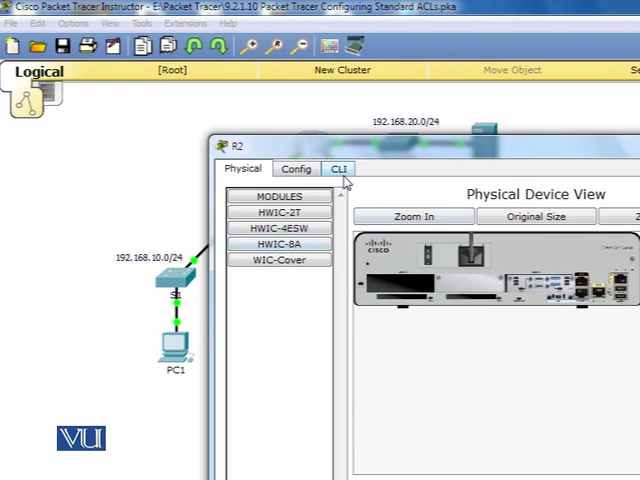 Cisco Packet Tracer Instructor - E:\Packet Tracer\9.2.1.10 Packet Tracer Configuring Standard ACLs.pka
File Edit Options View Tools Extensions Help
Logical [Root] New Cluster Move Object Se
192.168.20.0/24
R2
Physical Config CLI
MODULES
HWIC-2T
HWIC-4ESW
HWIC-8A
WIC-Cover
Physical Device View
Zoom In Original Size Z
CISCO
192.168.10.0/24
S1
PC1
VU